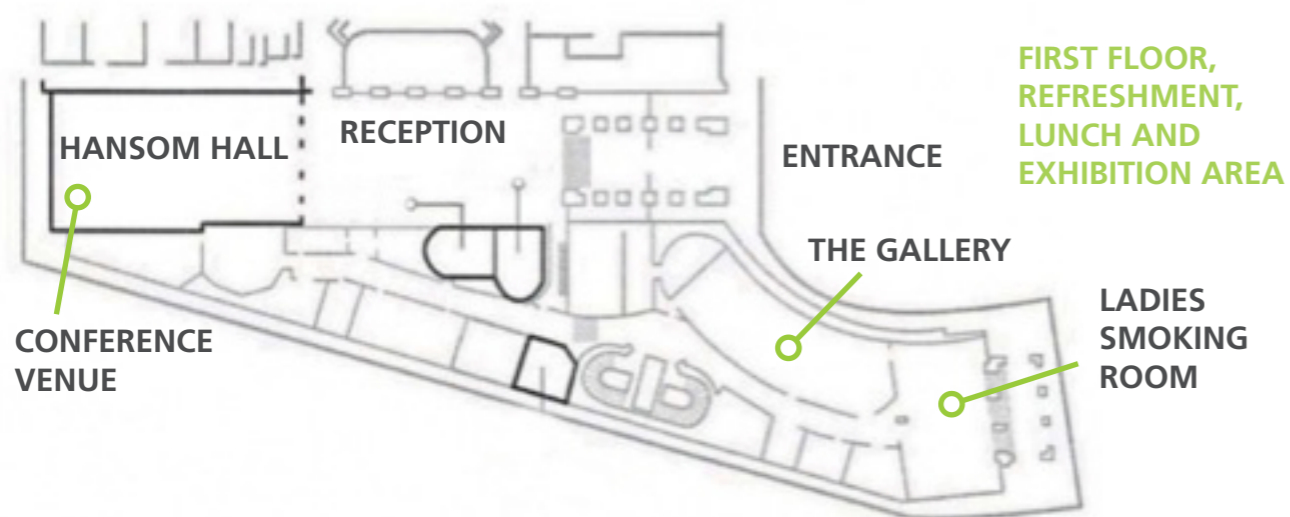 HANSOM HALL
RECEPTION
ENTRANCE
FIRST FLOOR,
REFRESHMENT,
LUNCH AND
EXHIBITION AREA
THE GALLERY
LADIES
SMOKING
ROOM
CONFERENCE
VENUE